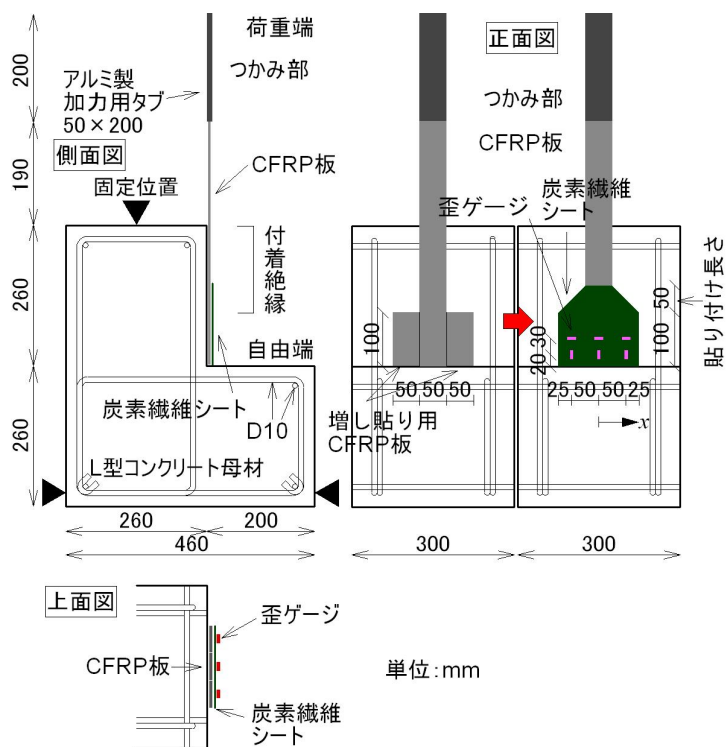 荷重端
つかみ部
アルミ製
加力用タブ
50×200
200
側面図
固定位置
CFRP板
190
付着絶縁
260
自由端
炭素繊維シート
D10
L型コンクリート母材
260
260
200
460
正面図
つかみ部
CFRP板
炭素繊維
シート
歪ゲージ
貼り付け長さ
50
100
100
30
20
50
50
50
25
50
50
25
x
増し貼り用
CFRP板
300
300
上面図
歪ゲージ
CFRP板
炭素繊維
シート
単位:mm